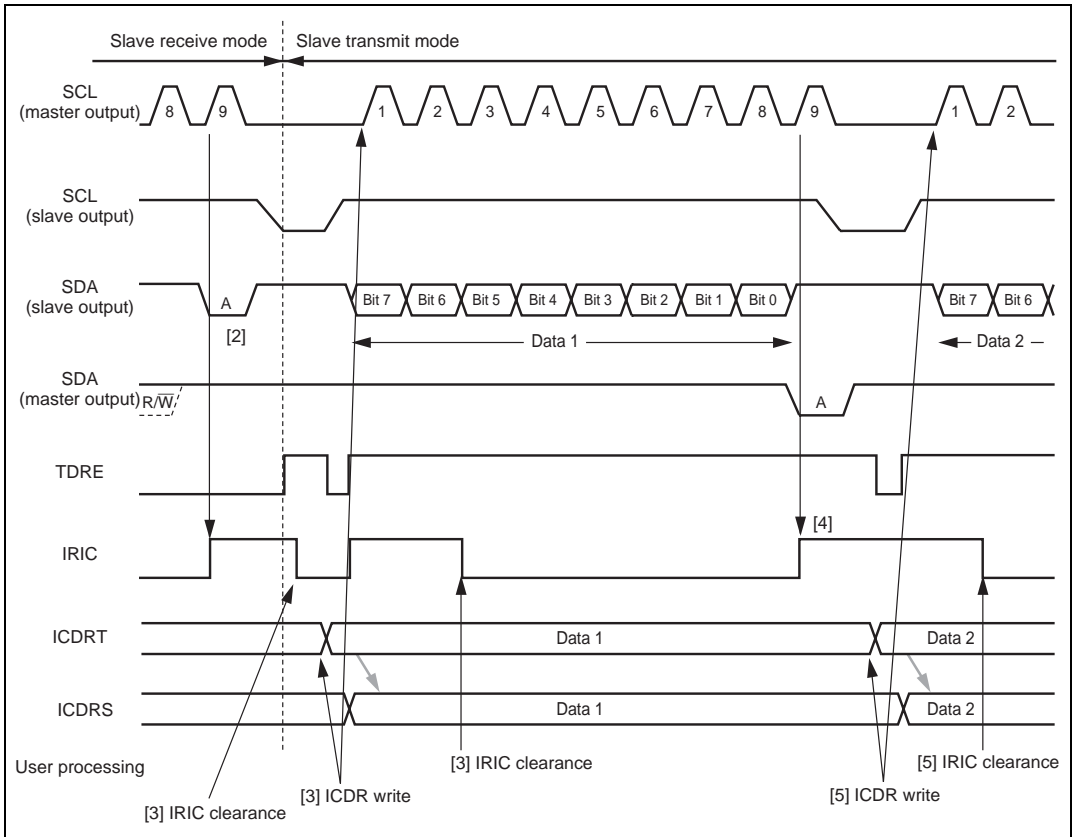 Slave receive mode Slave transmit mode
SCL
(master output)
8 9 1 2 3 4 5 6 7 8 9 1 2
SCL
(slave output)
SDA
(slave output)
A Bit 7 Bit 6 Bit 5 Bit 4 Bit 3 Bit 2 Bit 1 Bit 0 Bit 7 Bit 6
[2]
Data 1 Data 2
SDA
(master output)
R/W̅ A
TDRE
[4]
IRIC
ICDRT Data 1 Data 2
ICDRS Data 1 Data 2
User processing
[3] IRIC clearance [5] IRIC clearance
[3] ICDR write [5] ICDR write
[3] IRIC clearance